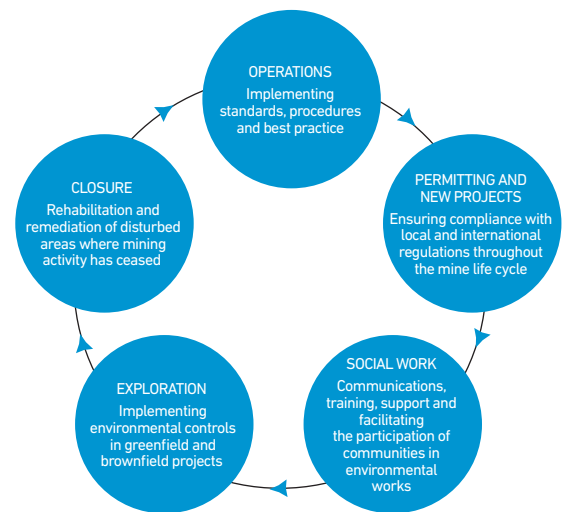 OPERATIONS
Implementing
standards, procedures
and best practice
PERMITTING AND
NEW PROJECTS
Ensuring compliance with
local and international
regulations throughout
the mine life cycle
SOCIAL WORK
Communications,
training, support and
facilitating
the participation of
communities in
environmental
works
EXPLORATION
Implementing
environmental controls
in greenfield and
brownfield projects
CLOSURE
Rehabilitation and
remediation of disturbed
areas where mining
activity has ceased